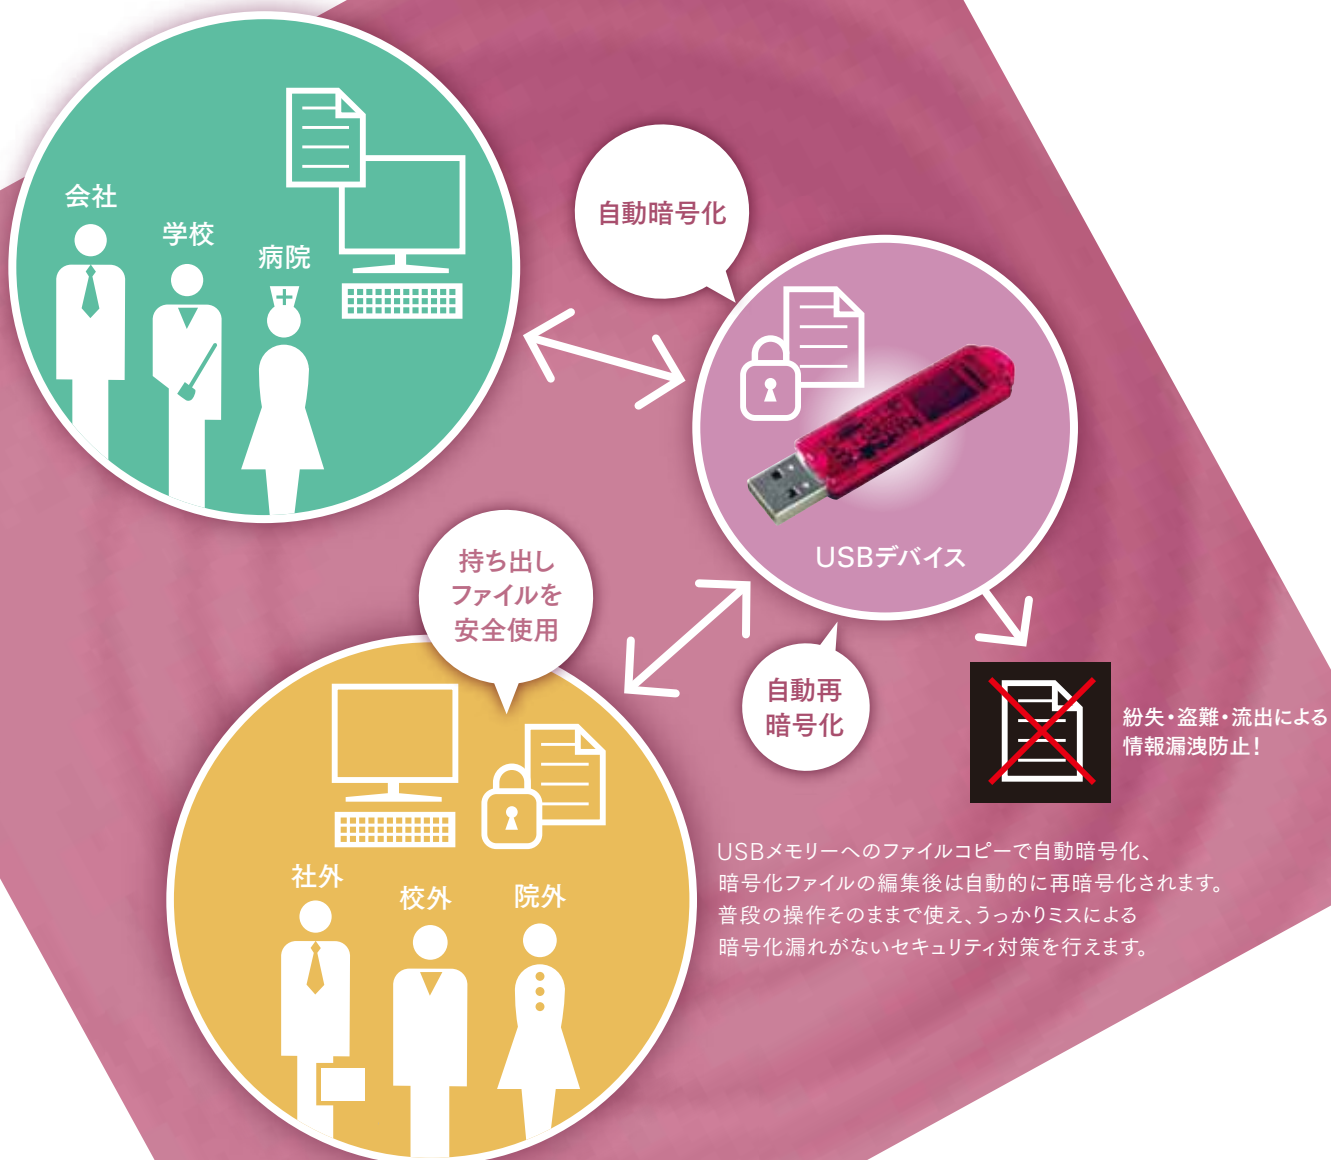 会社
学校
病院
自動暗号化
USBデバイス
持ち出し
ファイルを
安全使用
自動再
暗号化
紛失・盗難・流出による
情報漏洩防止！
社外
校外
院外
USBメモリーへのファイルコピーで自動暗号化、
暗号化ファイルの編集後は自動的に再暗号化されます。
普段の操作そのままで使え、うっかりミスによる
暗号化漏れがないセキュリティ対策を行えます。